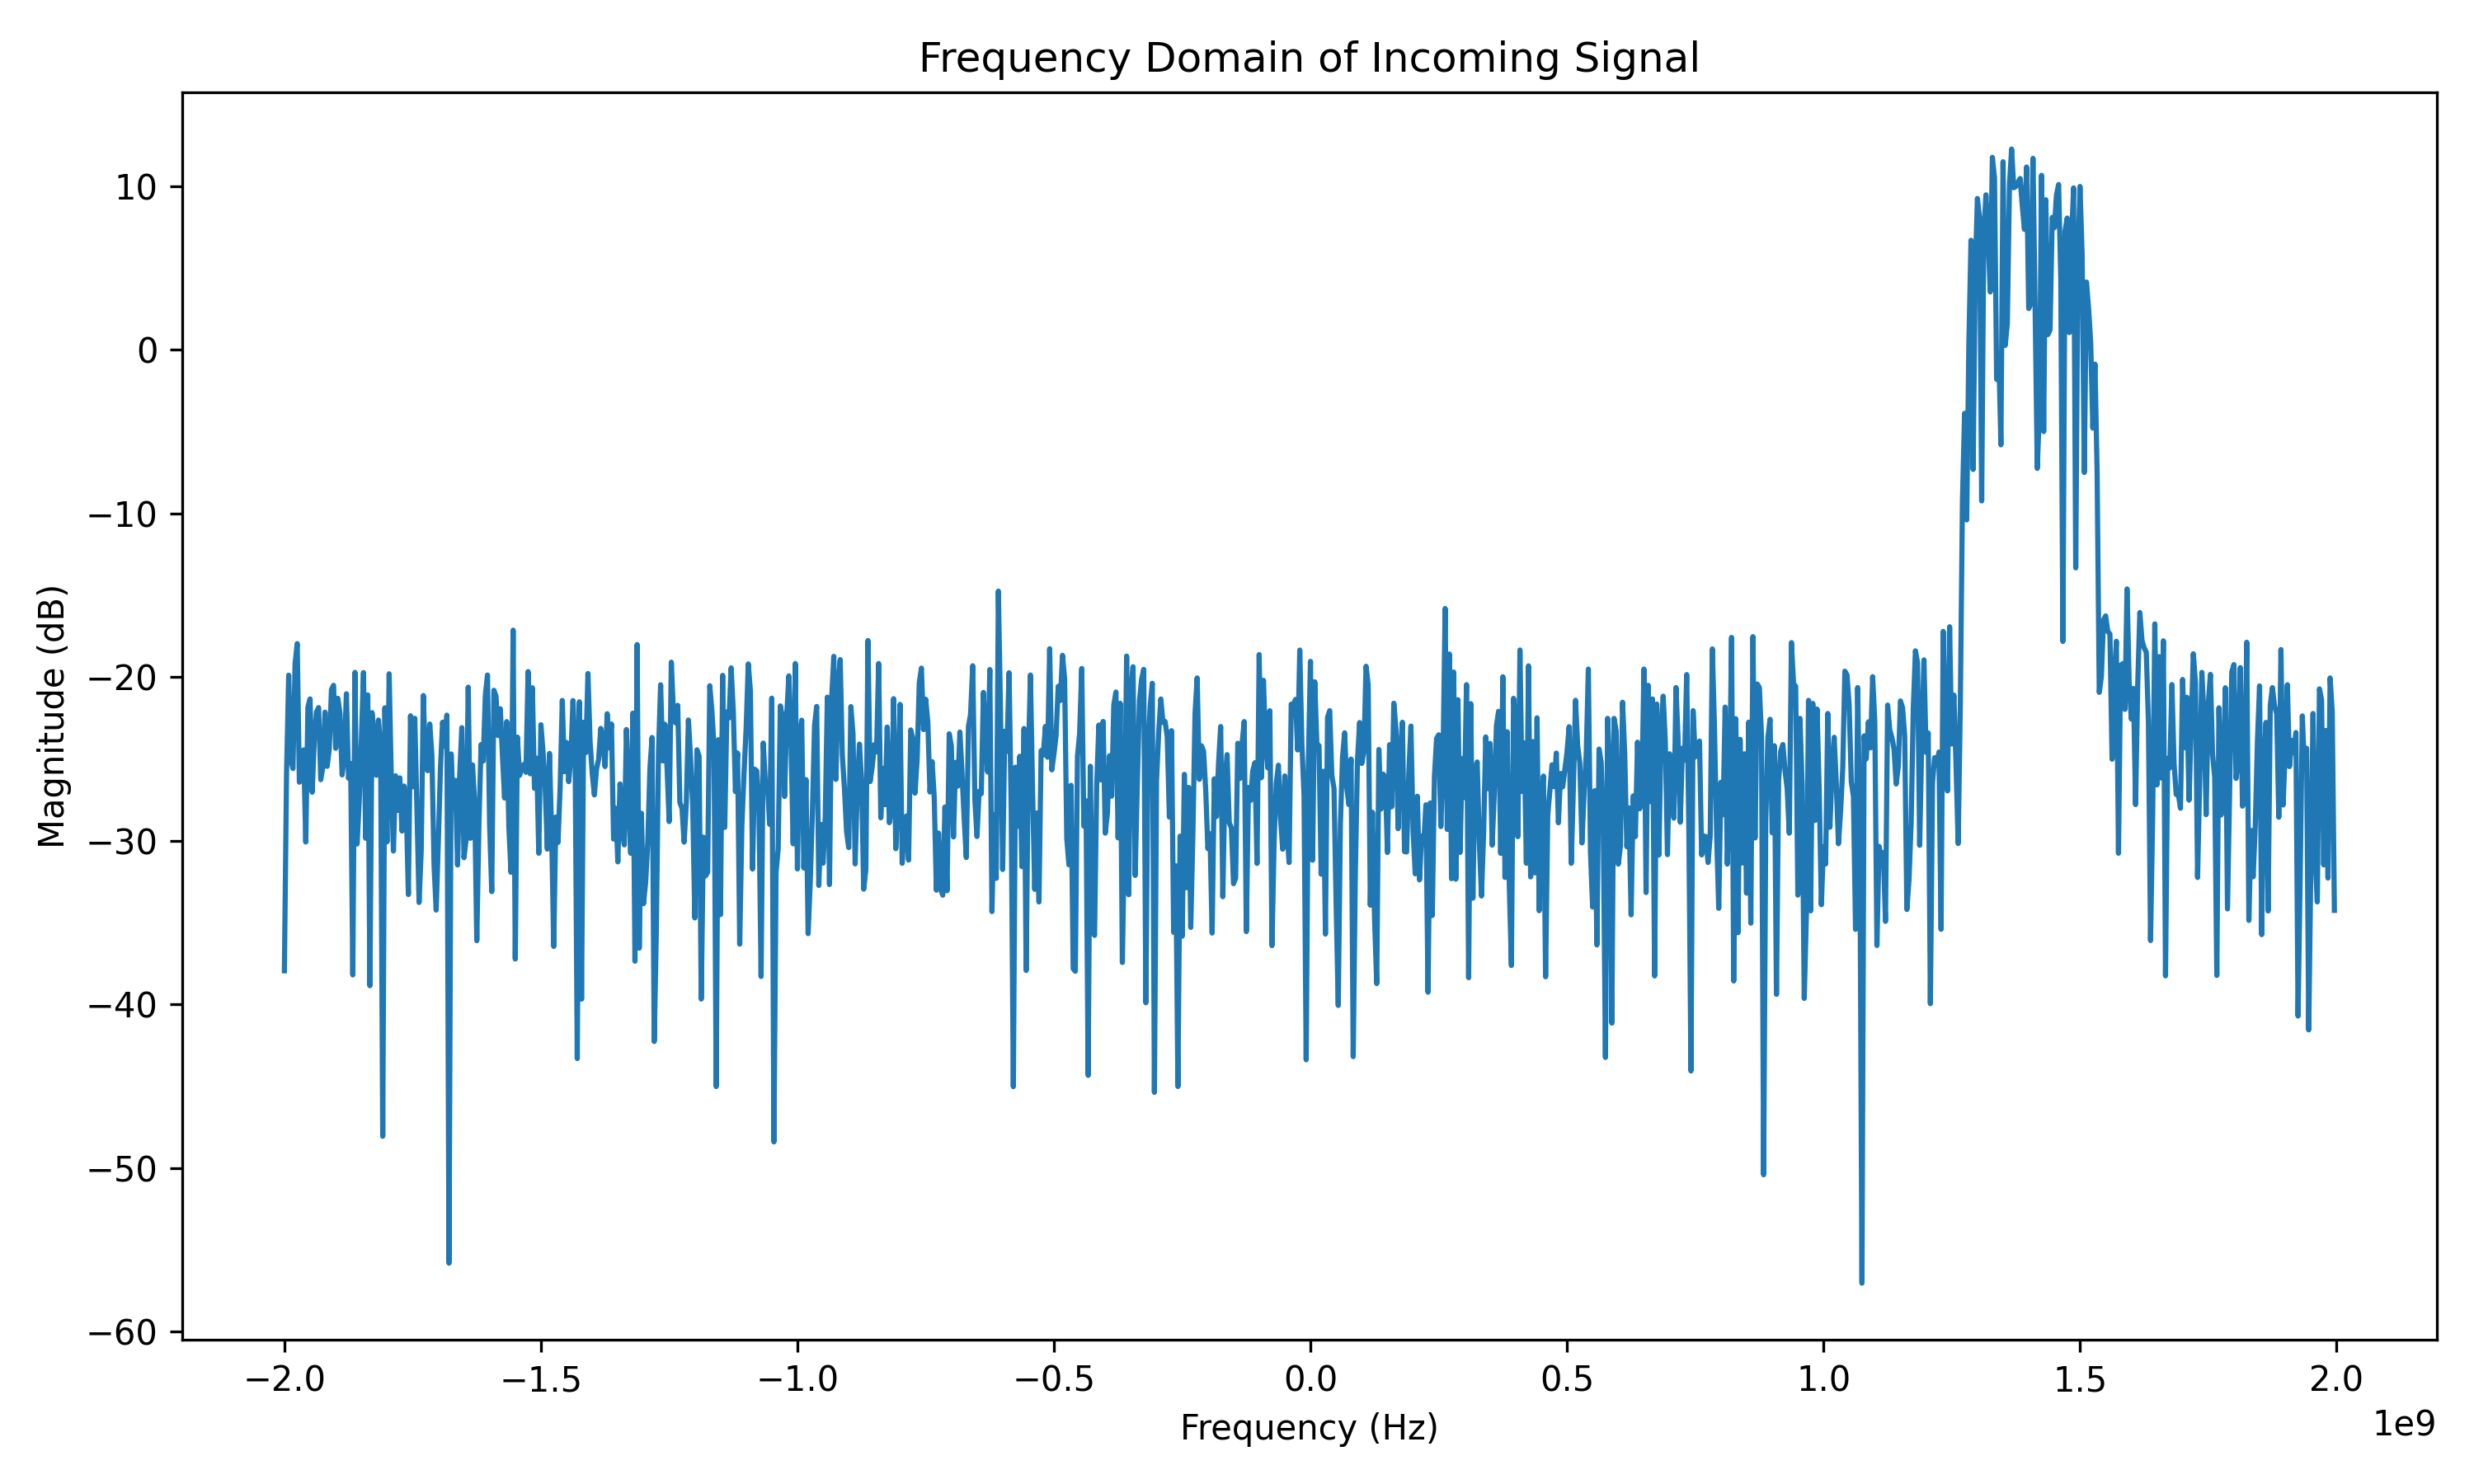 Frequency Domain of Incoming Signal
Magnitude (dB)
10
0
−10
−20
−30
−40
−50
−60
−2.0 −1.5 −1.0 −0.5 0.0 0.5 1.0 1.5 2.0
1e9
Frequency (Hz)